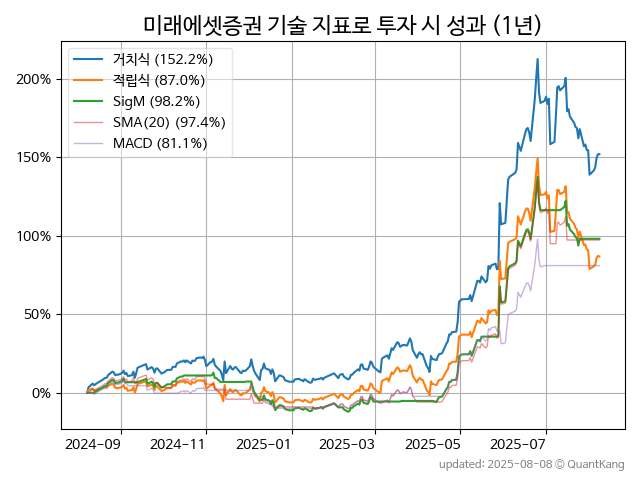 미래에셋증권 기술 지표로 투자 시 성과 (1년)
거치식 (152.2%)
적립식 (87.0%)
SigM (98.2%)
SMA(20) (97.4%)
MACD (81.1%)
200%
150%
100%
50%
0%
2024-09 2024-11 2025-01 2025-03 2025-05 2025-07
updated: 2025-08-08 © QuantKang